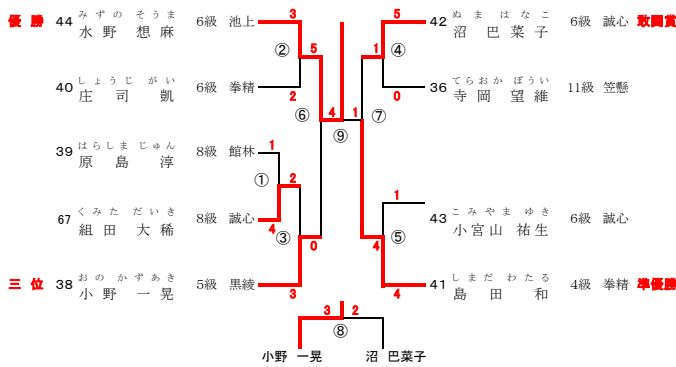 優勝 44 みずの そうま 水野 想麻 6級 池上
40 しょうじ がい 庄司 凱 6級 拳精
39 はらしま じゅん 原島 淳 8級 館林
67 くみた だいき 組田 大稀 8級 誠心
三位 38 おの かずあき 小野 一晃 5級 黒綾
3 2 ② 5 ⑥ 4 ⑨ 1
1 ① 4 2 ③ 3 0
5 ④ 0 1 ⑦
1 ⑤ 4 4
42 ぬま はなこ 沼 巴菜子 6級 誠心 敢闘賞
36 てらおか ぼうい 寺岡 望維 11級 笠懸
43 こみやま ゆき 小宮山 祐生 6級 誠心
41 しまだ わたる 島田 和 4級 拳精 準優勝
3 2
⑧
小野 一晃 沼 巴菜子